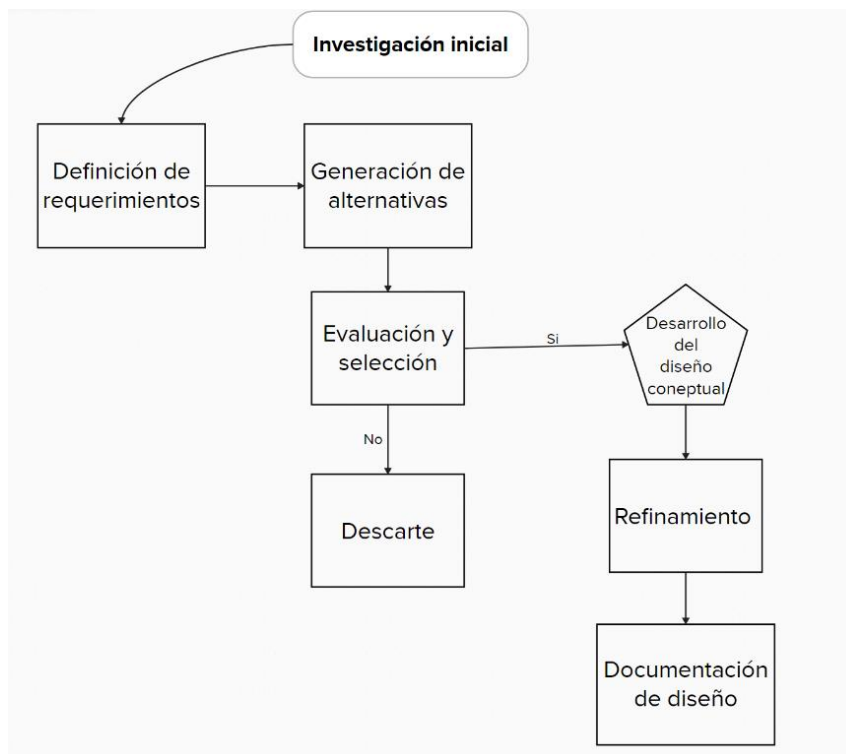 Investigación inicial
Definición de
requerimientos
Generación de
alternativas
Evaluación y
selección
Si
Desarrollo
del
diseño
coneptual
No
Descarte
Refinamiento
Documentación
de diseño